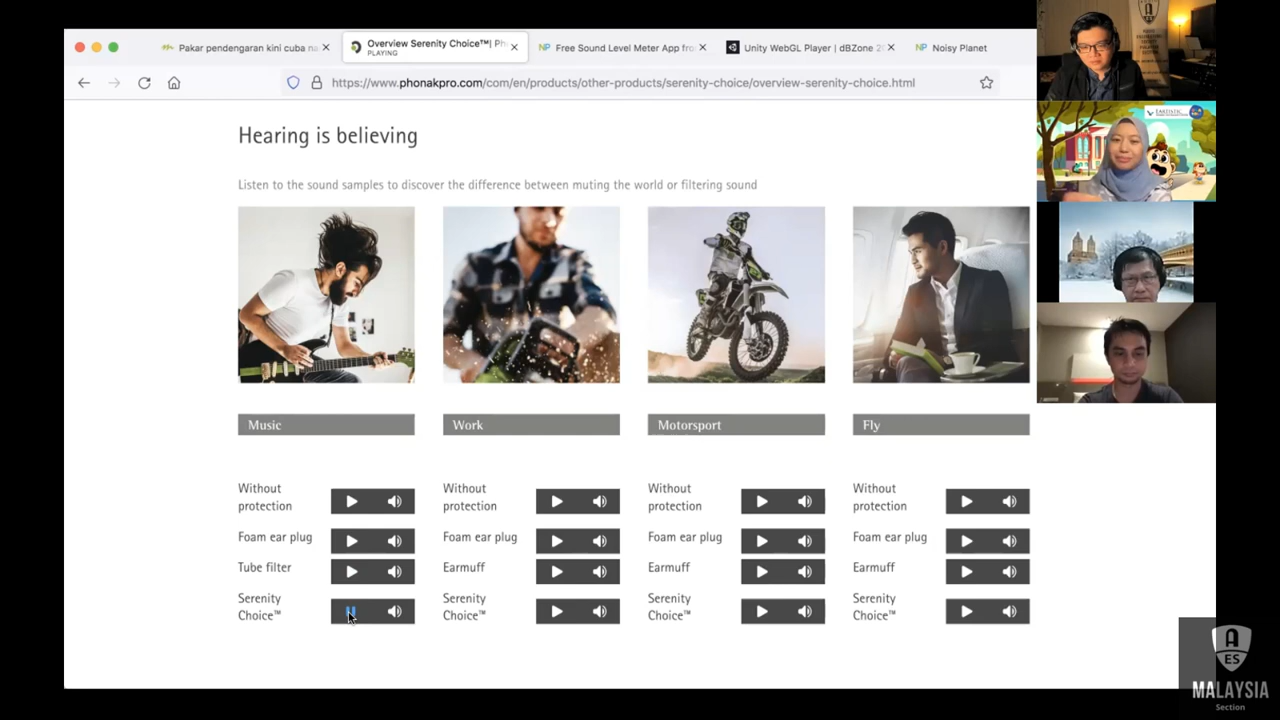 Pakar pendengaran kini cuba na
Overview Serenity Choice™ | Ph
PLAYING
Free Sound Level Meter App fro
Unity WebGL Player | dBZone 2
Noisy Planet
https://www.phonakpro.com/com/en/products/other-products/serenity-choice/overview-serenity-choice.html
Hearing is believing
Listen to the sound samples to discover the difference between muting the world or filtering sound
Music
Work
Motorsport
Fly
Without
protection
Foam ear plug
Tube filter
Serenity
Choice™
Without
protection
Foam ear plug
Earmuff
Serenity
Choice™
Without
protection
Foam ear plug
Earmuff
Serenity
Choice™
Without
protection
Foam ear plug
Earmuff
Serenity
Choice™
AES
MALAYSIA
Section